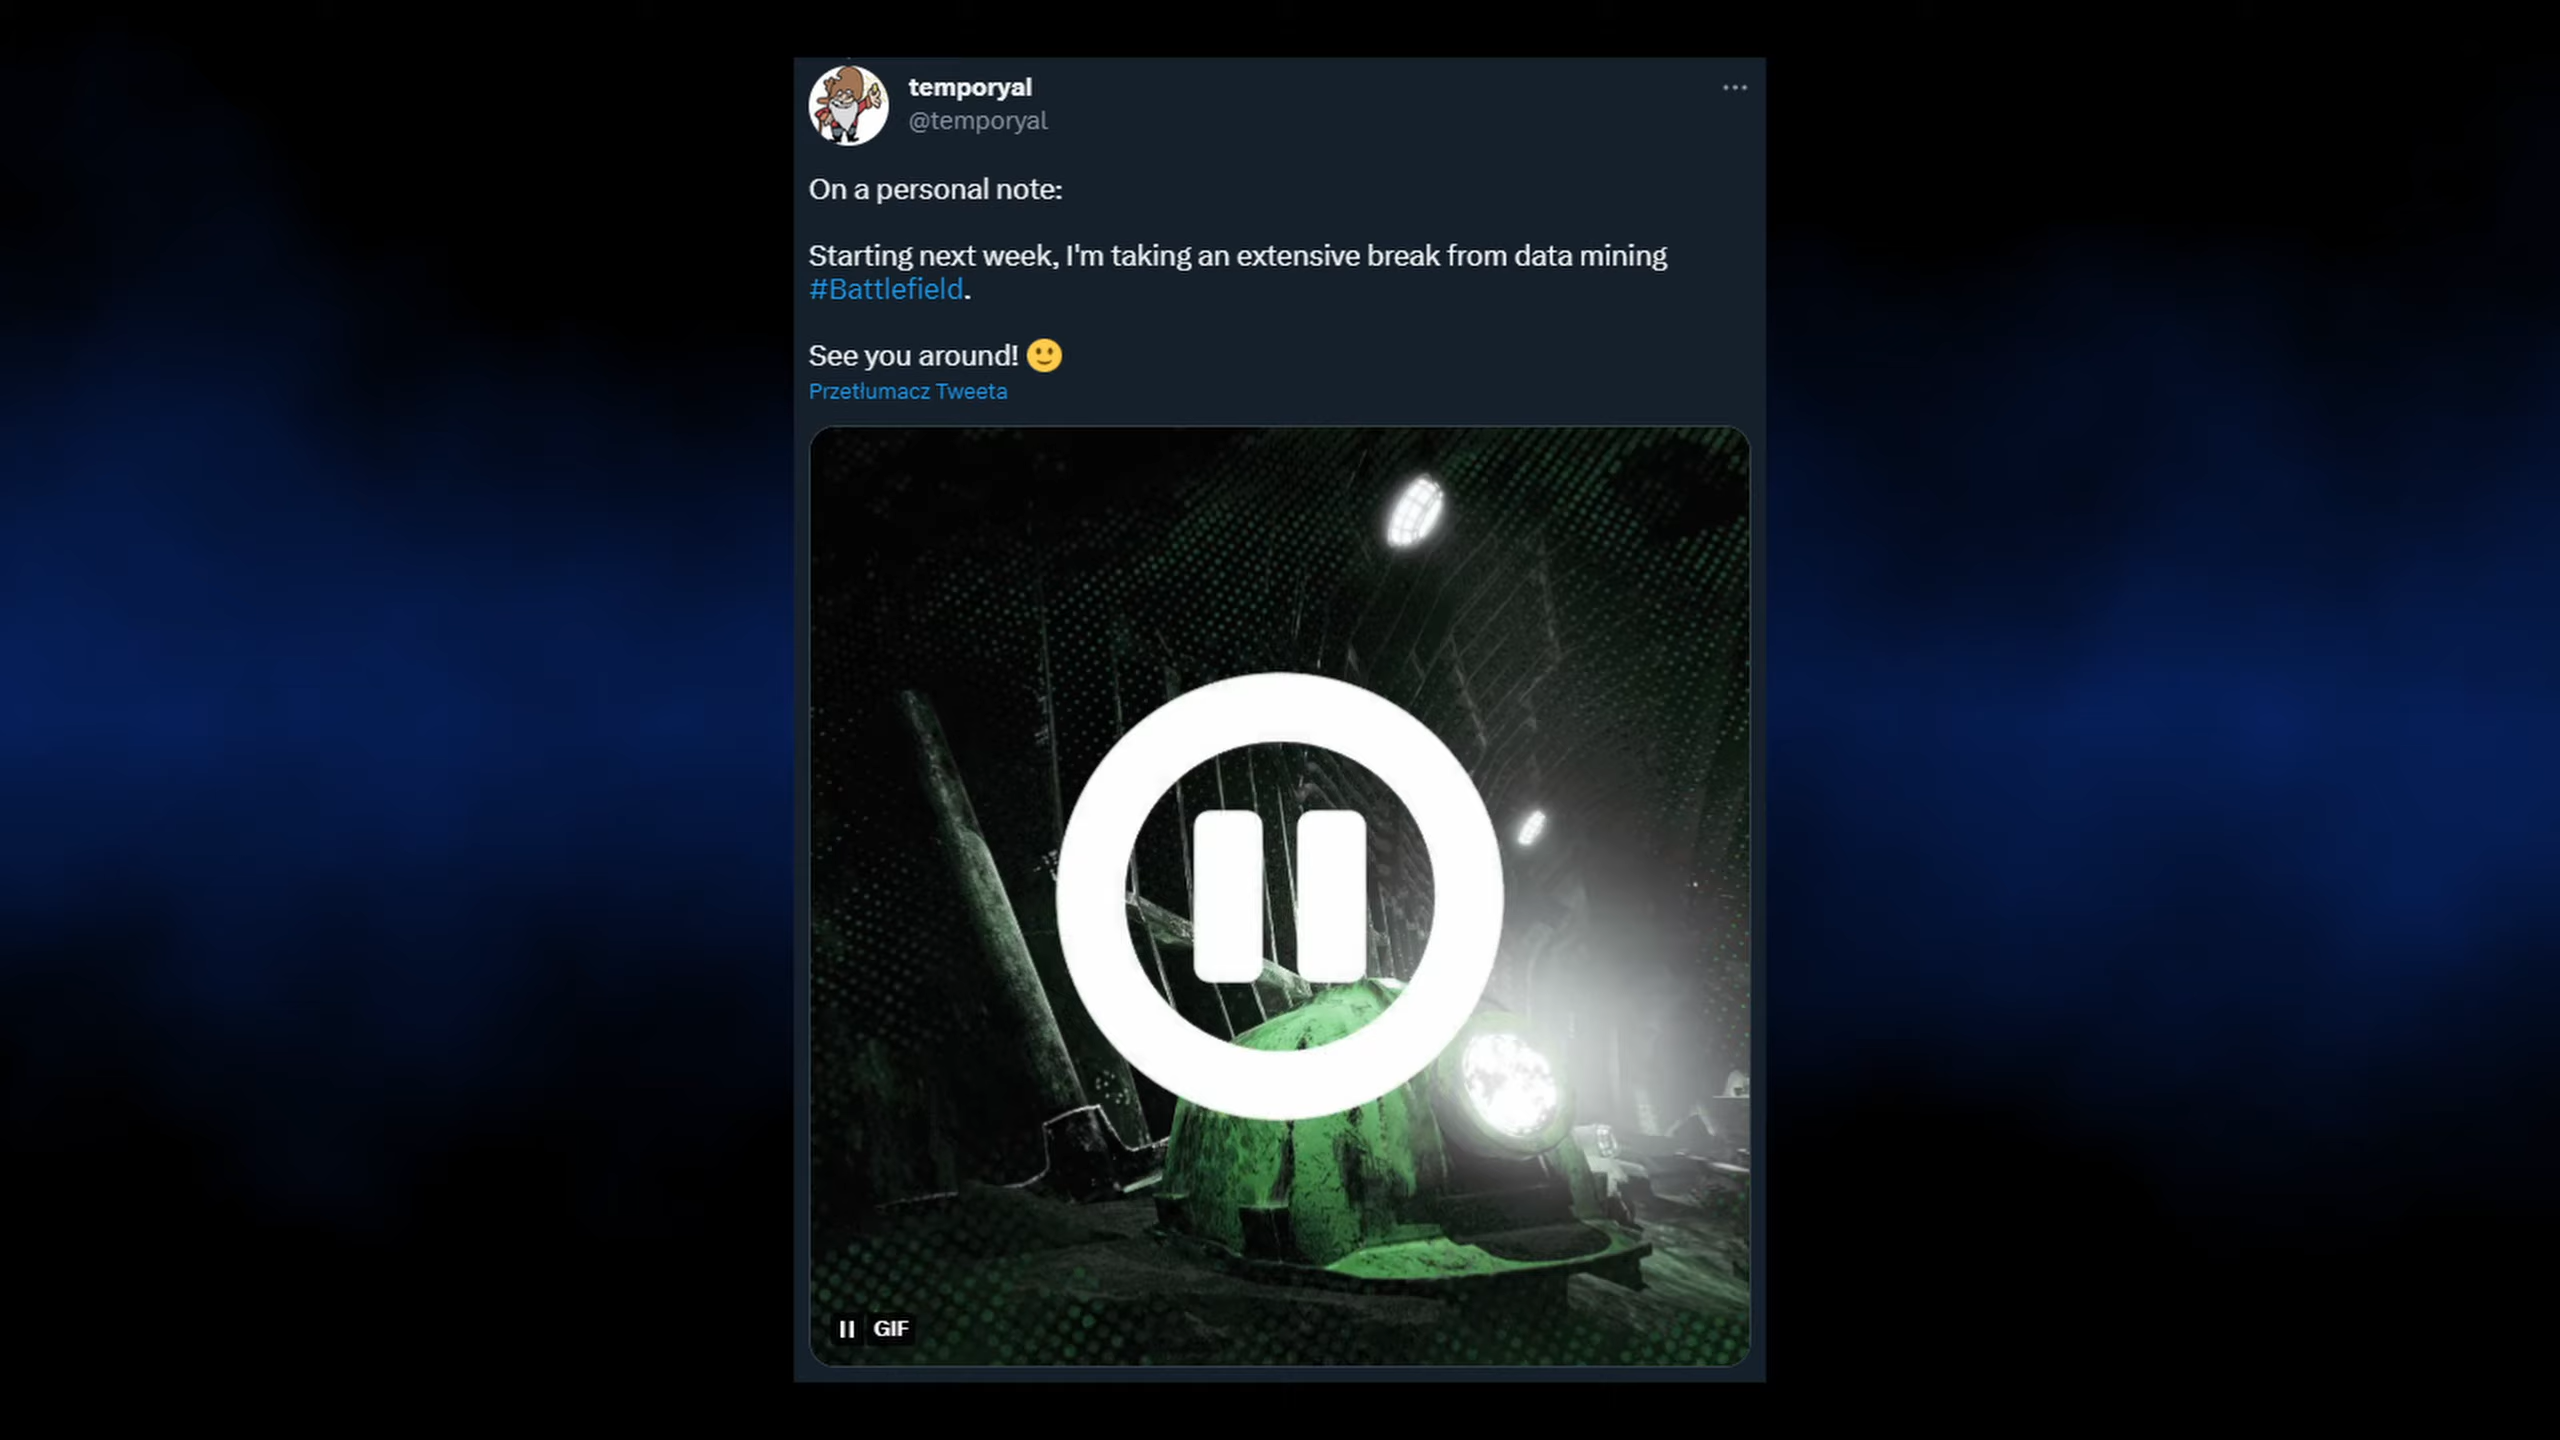 temporyal
@temporyal
On a personal note:
Starting next week, I'm taking an extensive break from data mining
#Battlefield.
See you around! 🙂
Przetłumacz Tweeta
GIF